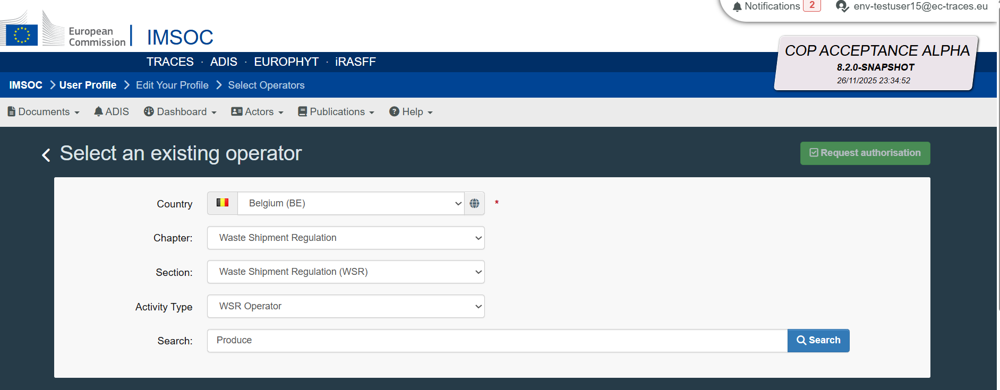 Notifications 2 env-testuser15@ec-traces.eu
European
Commission
IMSOC
TRACES · ADIS · EUROPHYT · iRASFF
COP ACCEPTANCE ALPHA
8.2.0-SNAPSHOT
26/11/2025 23:34:52
IMSOC User Profile Edit Your Profile Select Operators
Documents ADIS Dashboard Actors Publications Help
Select an existing operator
Request authorisation
Country Belgium (BE) *
Chapter: Waste Shipment Regulation
Section: Waste Shipment Regulation (WSR)
Activity Type WSR Operator
Search: Produce Search